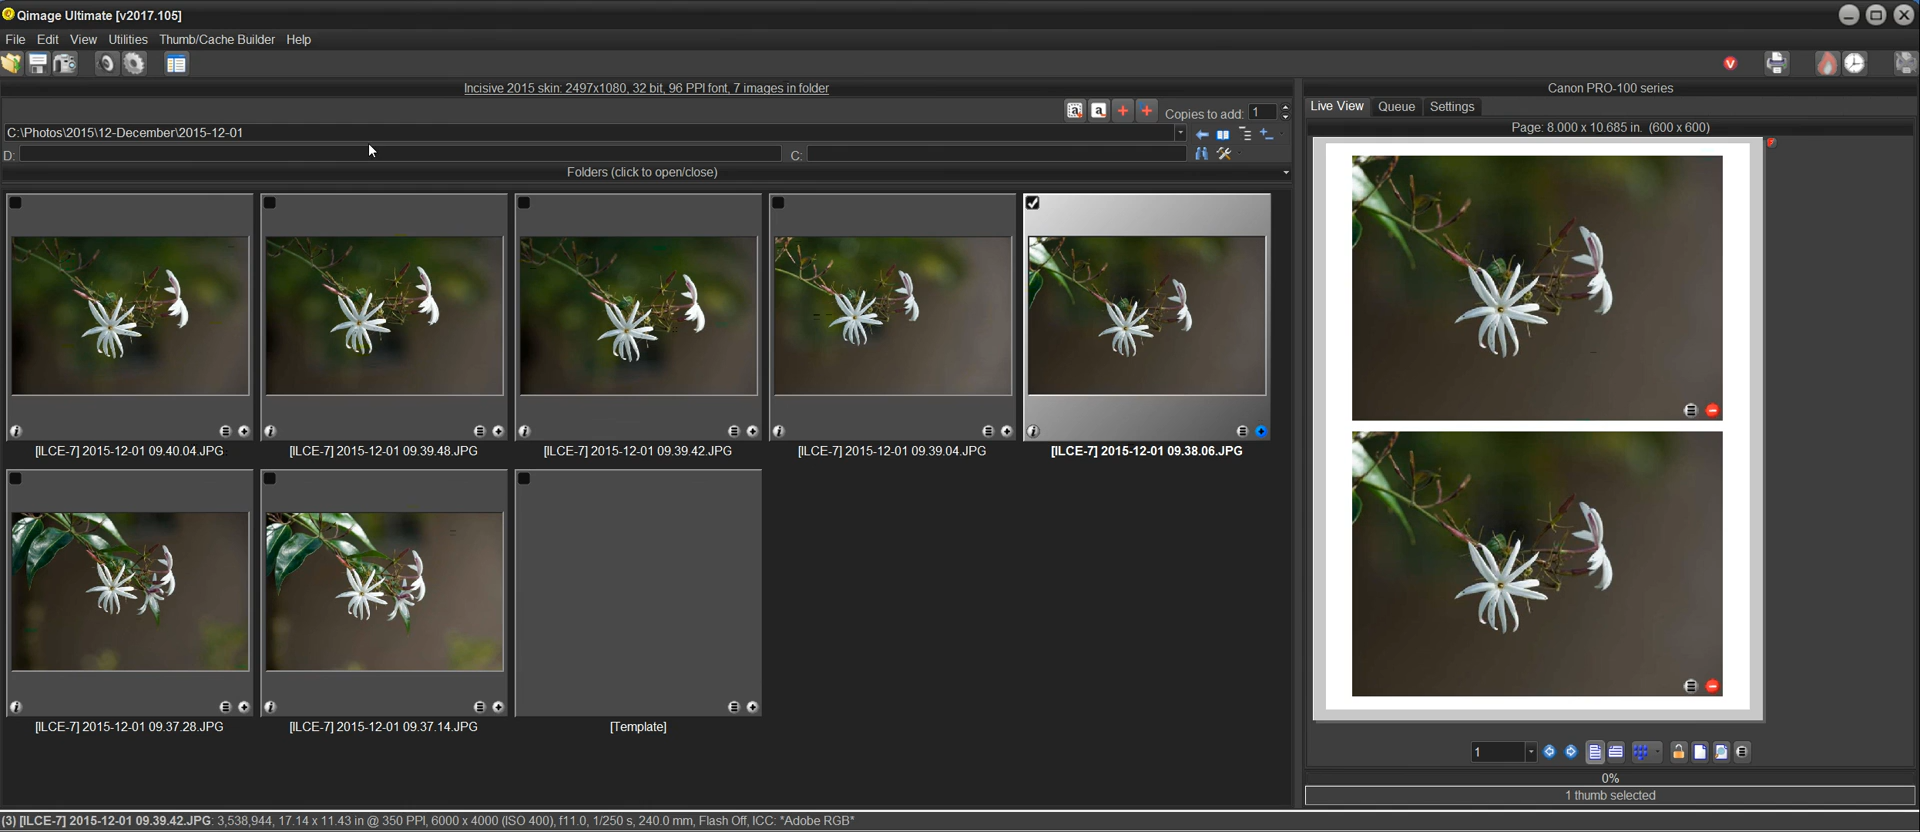 Qimage Ultimate [v2017.105]
File Edit View Utilities Thumb/Cache Builder Help
V
Incisive 2015 skin: 2497x1080, 32 bit, 96 PPI font, 7 images in folder
Canon PRO-100 series
a a Copies to add: 1
Live View Queue Settings
C:\Photos\2015\12-December\2015-12-01
Page: 8.000 x 10.685 in. (600 x 600)
D: C:
Folders (click to open/close)
[ILCE-7] 2015-12-01 09.40.04.JPG
[ILCE-7] 2015-12-01 09.39.48.JPG
[ILCE-7] 2015-12-01 09.39.42.JPG
[ILCE-7] 2015-12-01 09.39.04.JPG
[ILCE-7] 2015-12-01 09.38.06.JPG
[ILCE-7] 2015-12-01 09.37.28.JPG
[ILCE-7] 2015-12-01 09.37.14.JPG
[Template]
1
0%
1 thumb selected
(3) [ILCE-7] 2015-12-01 09.39.42.JPG: 3,538,944, 17.14 x 11.43 in @ 350 PPI, 6000 x 4000 (ISO 400), f11.0, 1/250 s, 240.0 mm, Flash Off, ICC: "Adobe RGB"